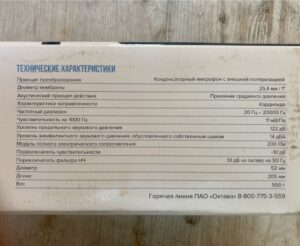 ТЕХНИЧЕСКИЕ ХАРАКТЕРИСТИКИ
Принцип преобразования Конденсаторный микрофон с внешней поляризацией
Диаметр мембраны 25,4 мм / 1"
Акустический принцип действия Приемник градиента давления
Характеристика направленности Кардиоида
Частотный диапазон 20 Гц – 20000 Гц
Чувствительность на 1000 Гц 11 мВ/Па
Уровень предельного звукового давления 122 дБ
Уровень эквивалентного звукового давления, обусловленного собственным шумом 14 дБА
Модуль полного электрического сопротивления 200 Ом
Переключатель чувствительности -10 дБ
Переключатель фильтра НЧ 10 дБ на октаву на 50 Гц
Диаметр 52 мм
Длина 205 мм
Вес 550 г
Горячая линия ПАО «Октава» 8-800-775-3-559